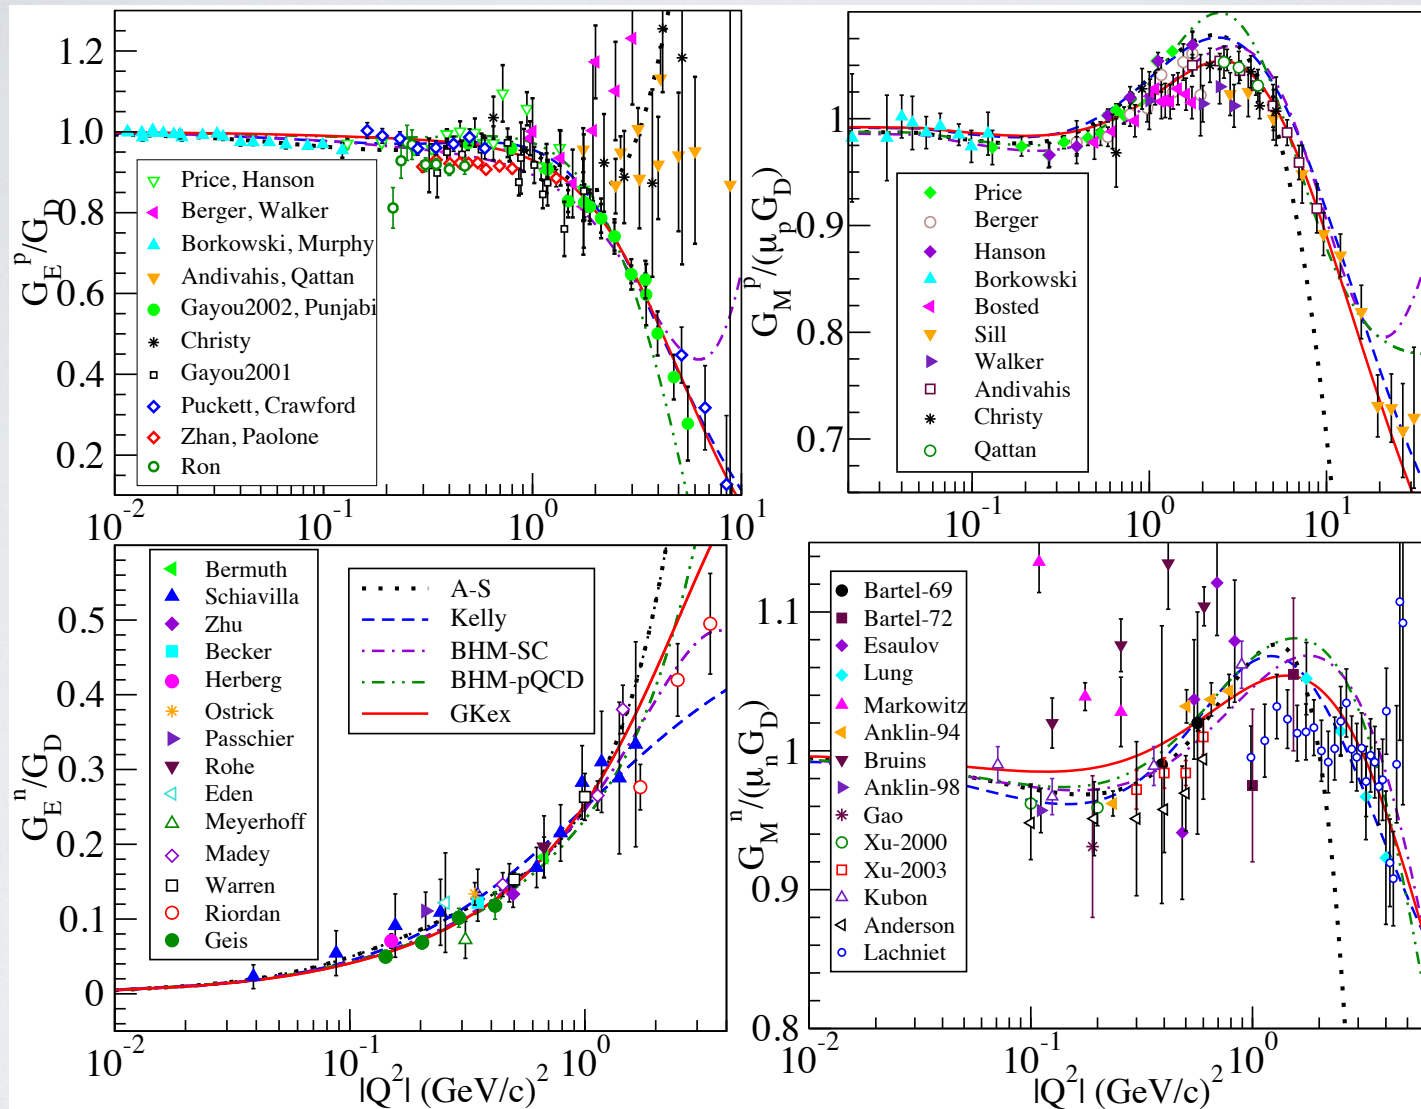 G_E^p/G_D
1.2
1.0
0.8
0.6
0.4
0.2
10^-2
10^-1
10^0
10
Price, Hanson
Berger, Walker
Borkowski, Murphy
Andivahis, Qattan
Gayou2002, Punjabi
Christy
Gayou2001
Puckett, Crawford
Zhan, Paolone
Ron
G_M^p/(μ_pG_D)
1
0.9
0.8
0.7
10^-1
10^0
10^1
Price
Berger
Hanson
Borkowski
Bosted
Sill
Walker
Andivahis
Christy
Qattan
G_E^n/G_D
0.5
0.4
0.3
0.2
0.1
0
10^-2
10^-1
10^0
|Q^2| (GeV/c)^2
Bermuth
Schiavilla
Zhu
Becker
Herberg
Ostrick
Passchier
Rohe
Eden
Meyerhoff
Madey
Warren
Riordan
Geis
A-S
Kelly
BHM-SC
BHM-pQCD
GKex
G_M^n/(μ_nG_D)
1.1
1
0.9
0.8
10^-2
10^-1
10^0
|Q^2| (GeV/c)^2
Bartel-69
Bartel-72
Esaulov
Lung
Markowitz
Anklin-94
Bruins
Anklin-98
Gao
Xu-2000
Xu-2003
Kubon
Anderson
Lachniet